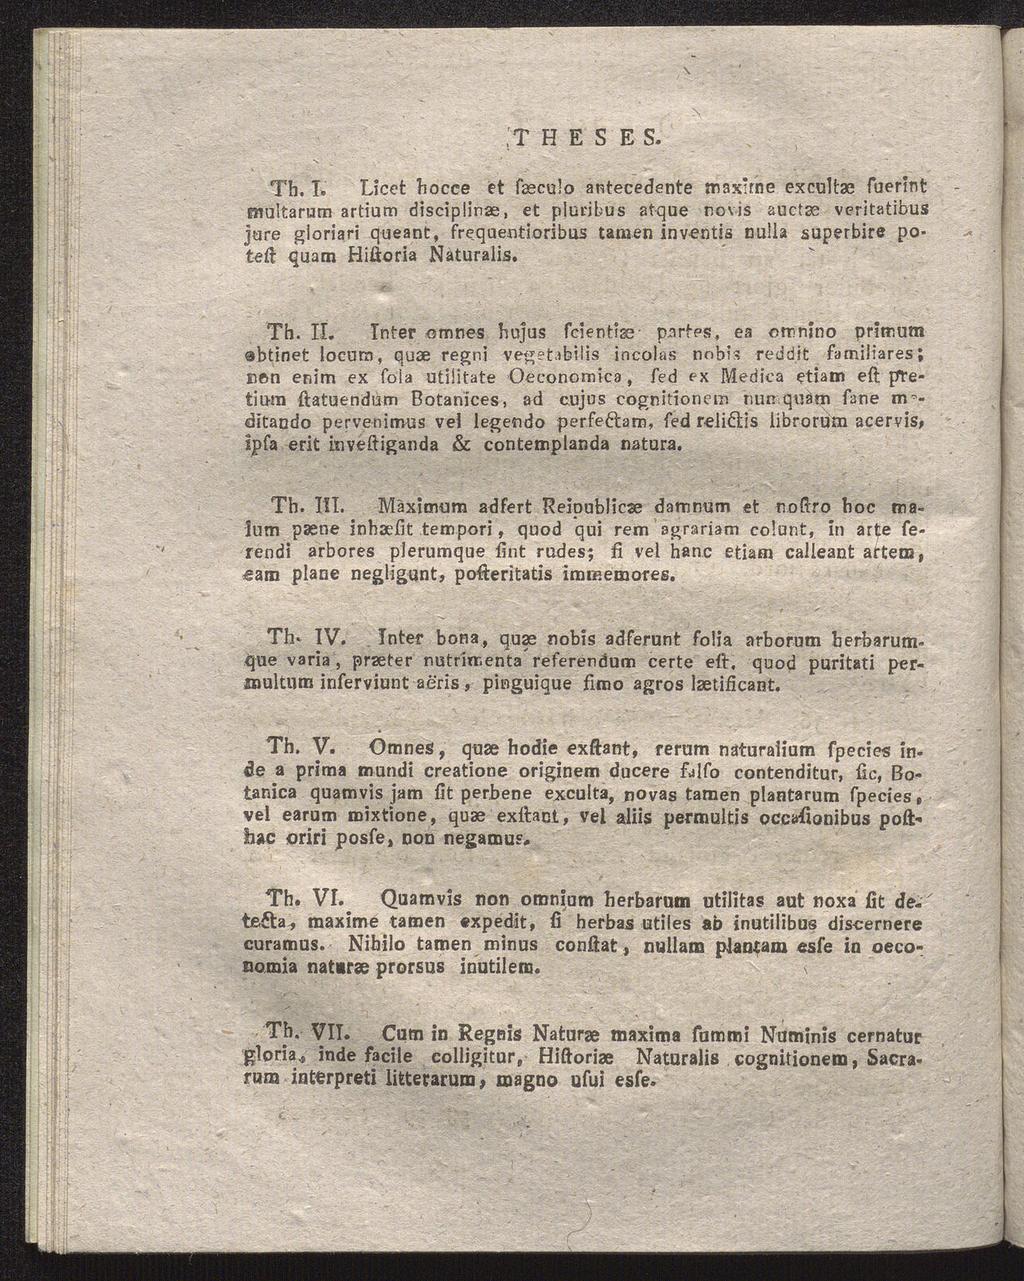 THESES.
Th. I. Licet hocce et ſæculo antecedente maxime excultæ fuerint
multarum artium disciplinæ, et pluribus atque novis auctæ veritatibus
jure gloriari queant, frequentioribus tamen inventis nulla superbire po-
teſt quam Hiſtoria Naturalis.
Th. II. Inter omnes hujus ſcientiæ partes, ea omnino primum
obtinet locum, quæ regni vegetabilis incolas nobis reddit familiares;
non enim ex ſola utilitate Oeconomica, ſed ex Medica etiam eſt pre-
tium ſtatuendum Botanices, ad cujus cognitionem nunquam ſane me-
ditando pervenimus vel legendo perfectam, ſed relictis librorum acervis,
ipſa erit inveſtiganda & contemplanda natura.
Th. III. Maximum adfert Reipublicæ damnum et noſtro hoc ma-
lum pæne inhæſit tempori, quod qui rem agrariam colunt, in arte ſe-
rendi arbores plerumque ſint rudes; ſi vel hanc etiam calleant artem,
eam plane negligunt, poſteritatis immemores.
Th. IV. Inter bona, quæ nobis adferunt folia arborum herbarum-
que varia, præter nutrimenta referendum certe eſt, quod puritati per-
multum inſerviunt aëris, pinguique fimo agros lætificant.
Th. V. Omnes, quæ hodie exſtant, rerum naturalium ſpecies in-
de a prima mundi creatione originem ducere falſo contenditur, ſic, Bo-
tanica quamvis jam ſit perbene exculta, novas tamen plantarum ſpecies,
vel earum mixtione, quæ exſtant, vel aliis permultis occaſionibus poſt-
hac oriri posſe, non negamus.
Th. VI. Quamvis non omnium herbarum utilitas aut noxa ſit de-
tecta, maxime tamen expedit, ſi herbas utiles ab inutilibus discernere
curamus. Nihilo tamen minus conſtat, nullam plantam esſe in oeco-
nomia naturæ prorsus inutilem.
Th. VII. Cum in Regnis Naturæ maxima ſummi Numinis cernatur
gloria, inde facile colligitur, Hiſtoriæ Naturalis cognitionem, Sacra-
rum interpreti litterarum, magno uſui esſe.